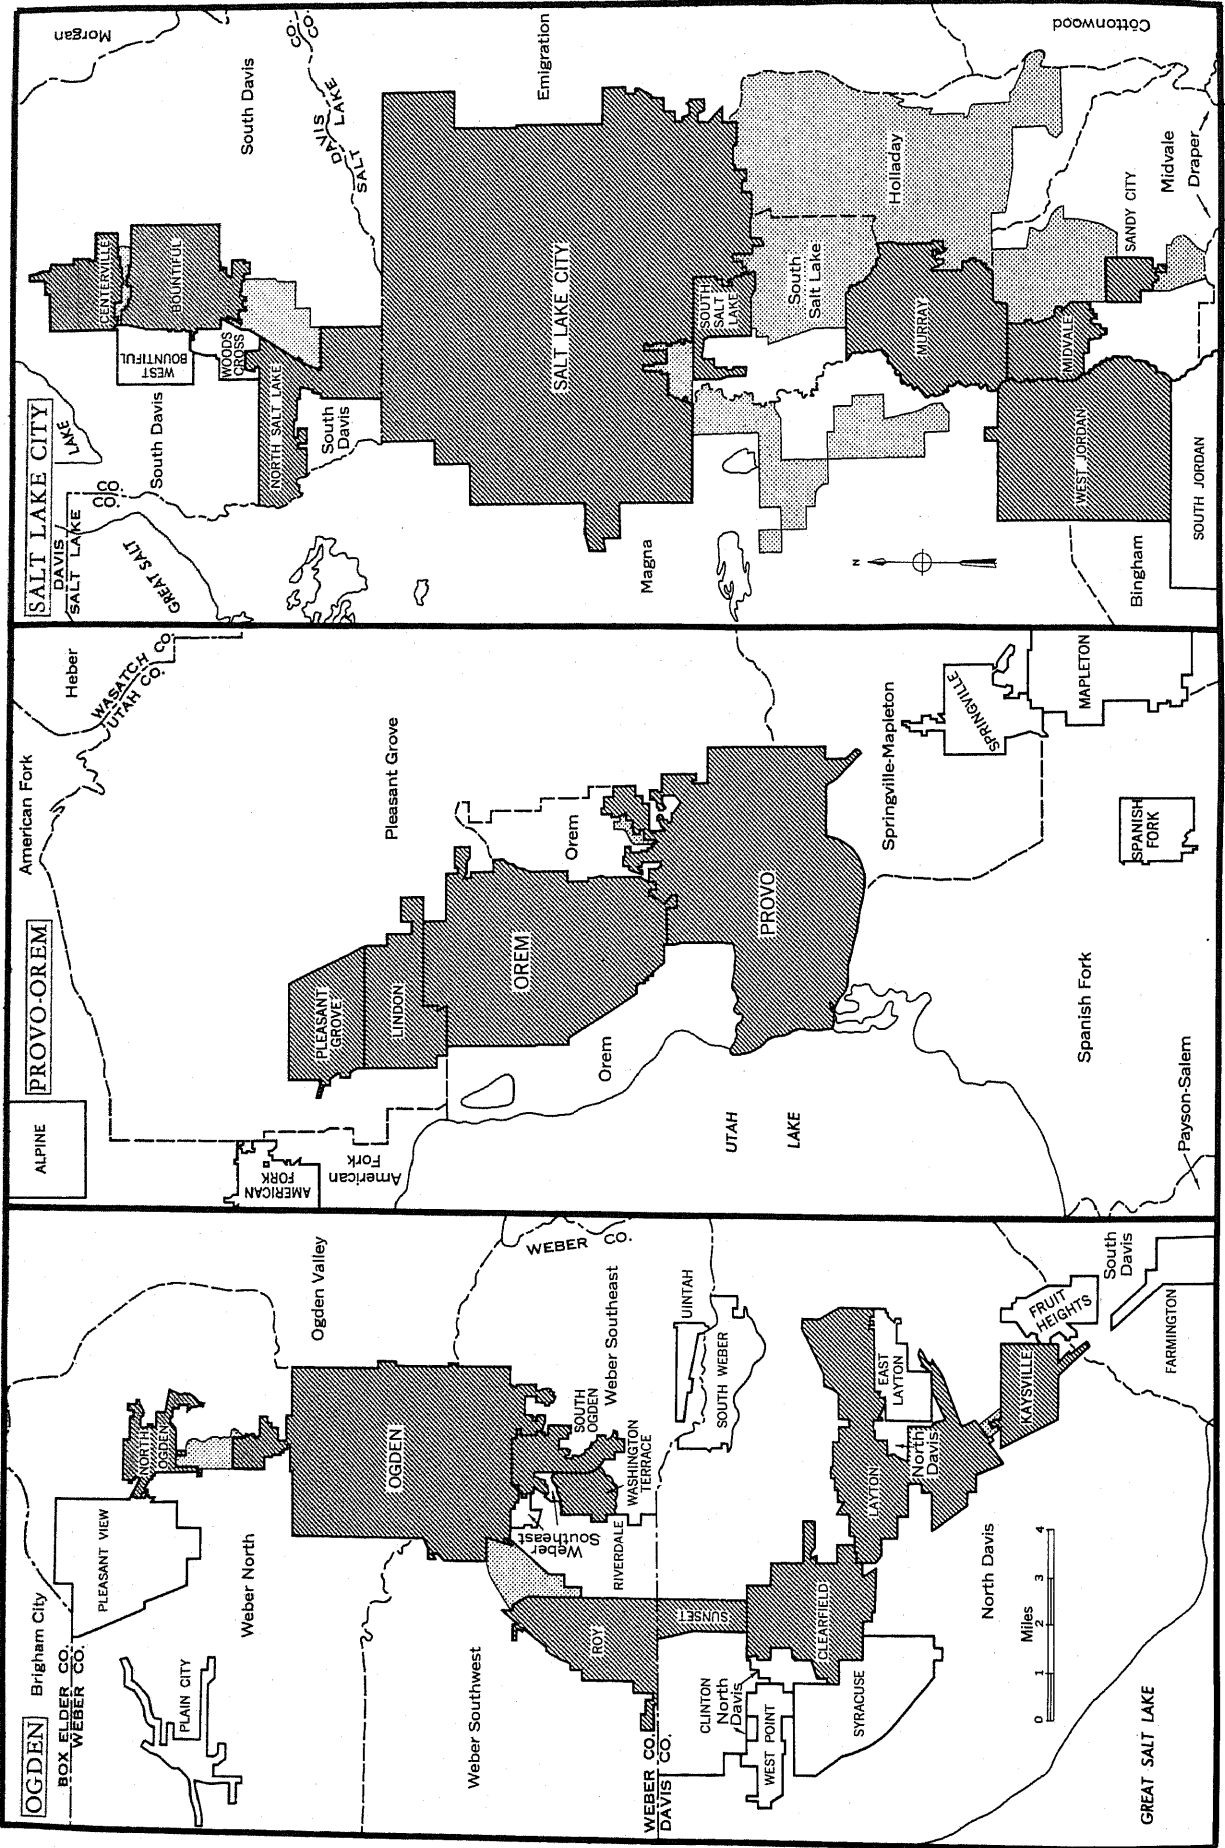 OGDEN
Brigham City
BOX ELDER CO.
WEBER CO.
PLEASANT VIEW
PLAIN CITY
NORTH
OGDEN
Weber North
Ogden Valley
OGDEN
WEBER CO.
Weber Southwest
Weber Southeast
SOUTH
OGDEN
WASHINGTON
TERRACE
Weber
Southeast
RIVERDALE
ROY
UINTAH
SOUTH WEBER
WEBER CO.
DAVIS CO.
SUNSET
CLINTON
North
Davis
WEST POINT
CLEARFIELD
SYRACUSE
LAYTON
EAST
LAYTON
North
Davis
KAYSVILLE
FRUIT
HEIGHTS
South
Davis
FARMINGTON
North Davis
Miles
0 1 2 3 4
GREAT SALT LAKE
PROVO-OREM
American Fork
Heber
WASATCH CO.
UTAH CO.
ALPINE
AMERICAN
FORK
American
Fork
Pleasant Grove
PLEASANT
GROVE
LINDON
OREM
Orem
Orem
PROVO
UTAH
LAKE
Springville-Mapleton
SPRINGVILLE
MAPLETON
SPANISH
FORK
Spanish Fork
Payson-Salem
SALT LAKE CITY
DAVIS CO.
SALT LAKE CO.
GREAT SALT
LAKE
Morgan
South Davis
South Davis
South
Davis
CENTERVILLE
BOUNTIFUL
WEST
BOUNTIFUL
WOODS
CROSS
NORTH SALT LAKE
DAVIS CO.
SALT LAKE CO.
Emigration
SALT LAKE CITY
SOUTH
SALT
LAKE
South
Salt Lake
Holladay
Cottonwood
Magna
MURRAY
MIDVALE
Midvale
SANDY CITY
Draper
WEST JORDAN
SOUTH JORDAN
Bingham
N